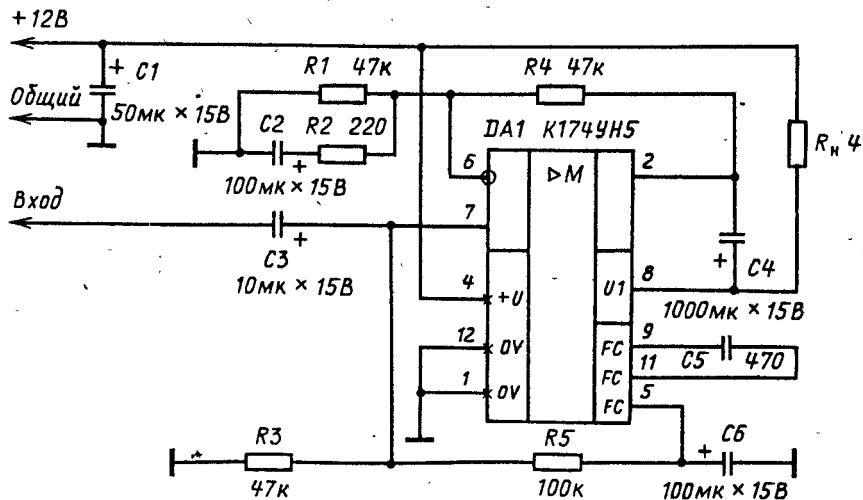 +12В
C1
R1 47к
R4 47к
Общий
50мк × 15В
C2
R2 220
DA1 К174УН5
Rн 4
6
▷M
2
100мк × 15В
Вход
7
C3
10мк × 15В
4
+U
U1
8
C4
1000мк × 15В
12
0V
FC
9
C5
470
FC
11
1
0V
FC
5
R3
47к
R5
100к
C6
100мк × 15В